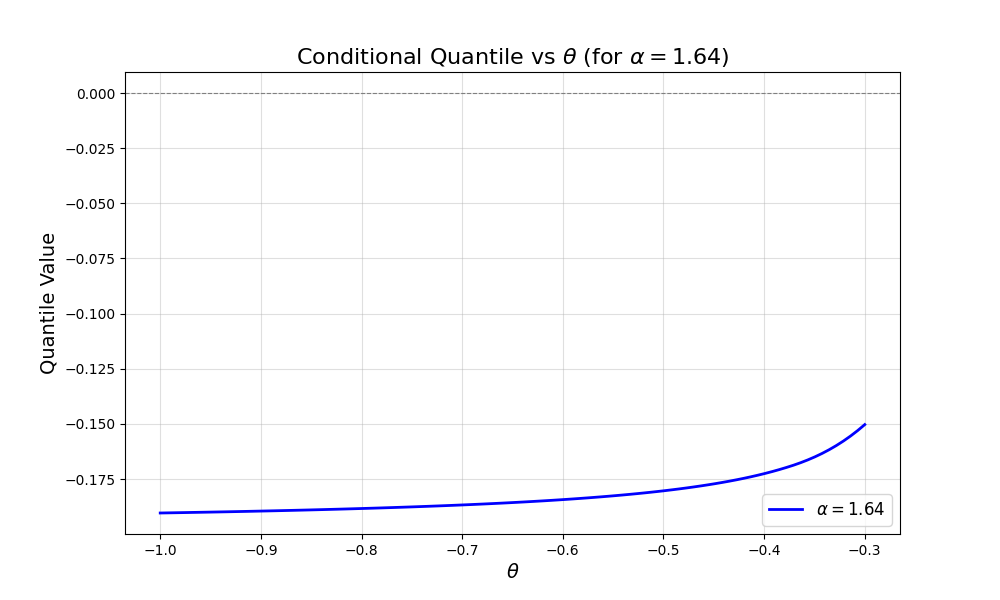 Conditional Quantile vs θ (for α = 1.64)
Quantile Value
0.000
−0.025
−0.050
−0.075
−0.100
−0.125
−0.150
−0.175
α = 1.64
−1.0 −0.9 −0.8 −0.7 −0.6 −0.5 −0.4 −0.3
θ